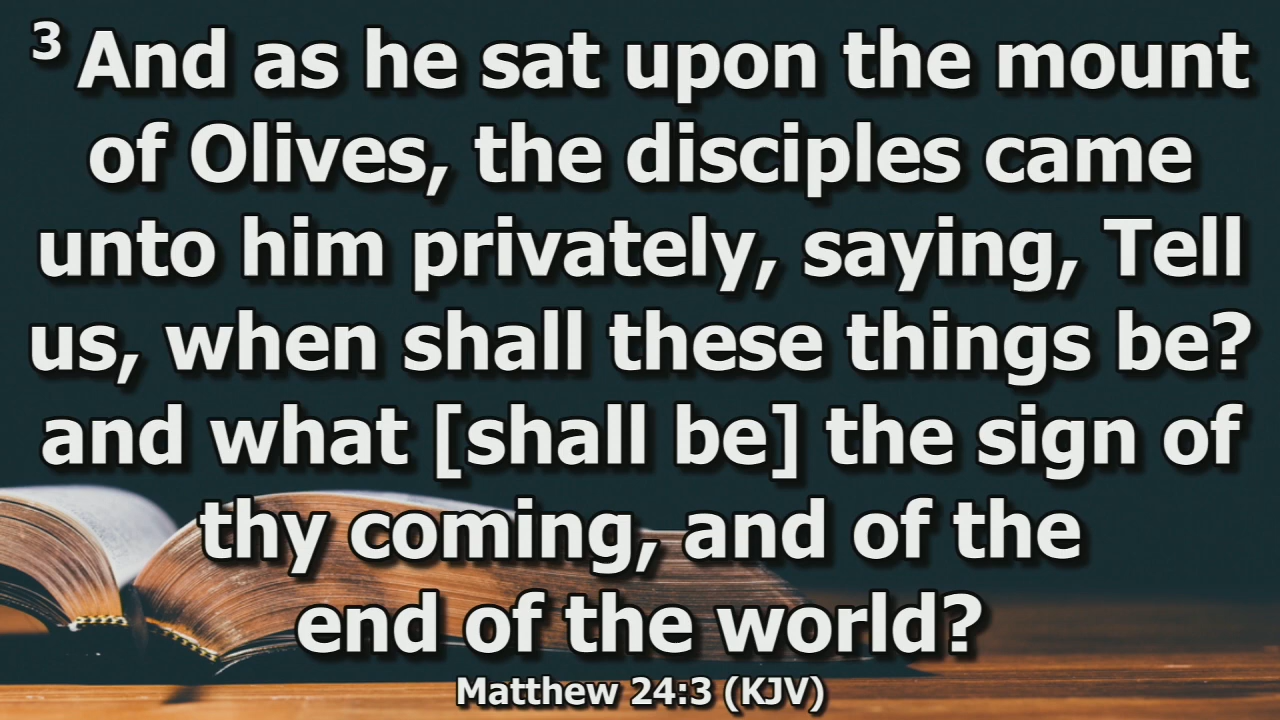 3 And as he sat upon the mount
of Olives, the disciples came
unto him privately, saying, Tell
us, when shall these things be?
and what [shall be] the sign of
thy coming, and of the
end of the world?
Matthew 24:3 (KJV)